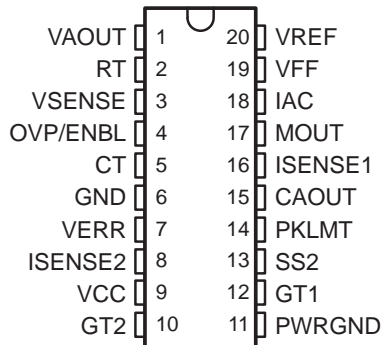 VAOUT 1 20 VREF
RT 2 19 VFF
VSENSE 3 18 IAC
OVP/ENBL 4 17 MOUT
CT 5 16 ISENSE1
GND 6 15 CAOUT
VERR 7 14 PKLMT
ISENSE2 8 13 SS2
VCC 9 12 GT1
GT2 10 11 PWRGND